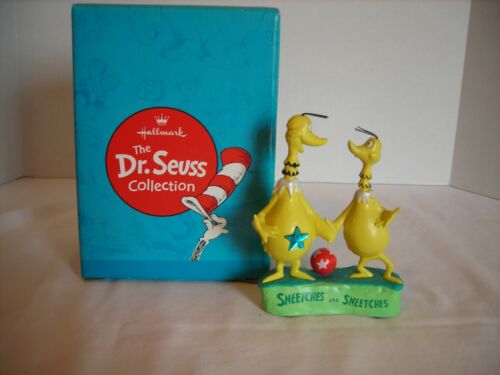 Hallmark
The
Dr. Seuss
Collection
SNEETCHES AND SNEETCHES